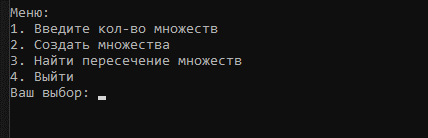 Меню:
1. Введите кол-во множеств
2. Создать множества
3. Найти пересечение множеств
4. Выйти
Ваш выбор: